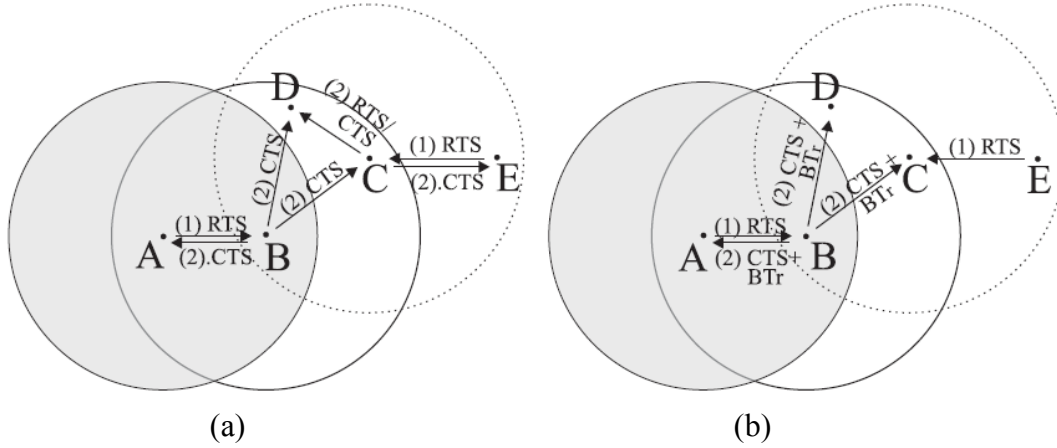 D
(2) RTS/
CTS
(2) CTS
(2) CTS
(1) RTS
(2).CTS
C
E
(1) RTS
(2).CTS
A
B
(a)
D
(2) CTS +
BTr
(2) CTS +
BTr
(1) RTS
C
E
(1) RTS
(2) CTS+
BTr
A
B
(b)